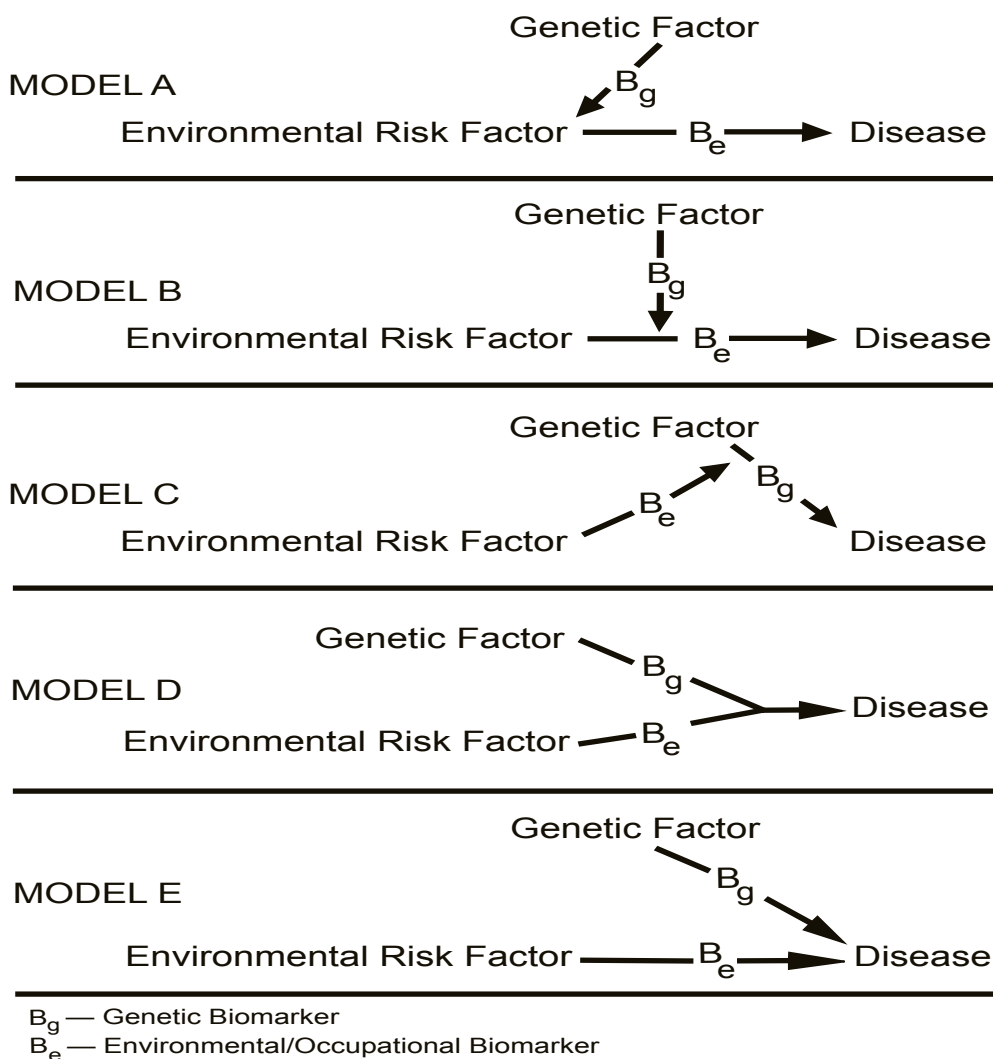 Genetic Factor
MODEL A
Bg
Environmental Risk Factor Be Disease
Genetic Factor
MODEL B
Bg
Environmental Risk Factor Be Disease
Genetic Factor
MODEL C
Bg
Be
Environmental Risk Factor Disease
Genetic Factor
Bg
MODEL D
Disease
Environmental Risk Factor Be
Genetic Factor
MODEL E
Bg
Environmental Risk Factor Be Disease
Bg — Genetic Biomarker
Be — Environmental/Occupational Biomarker